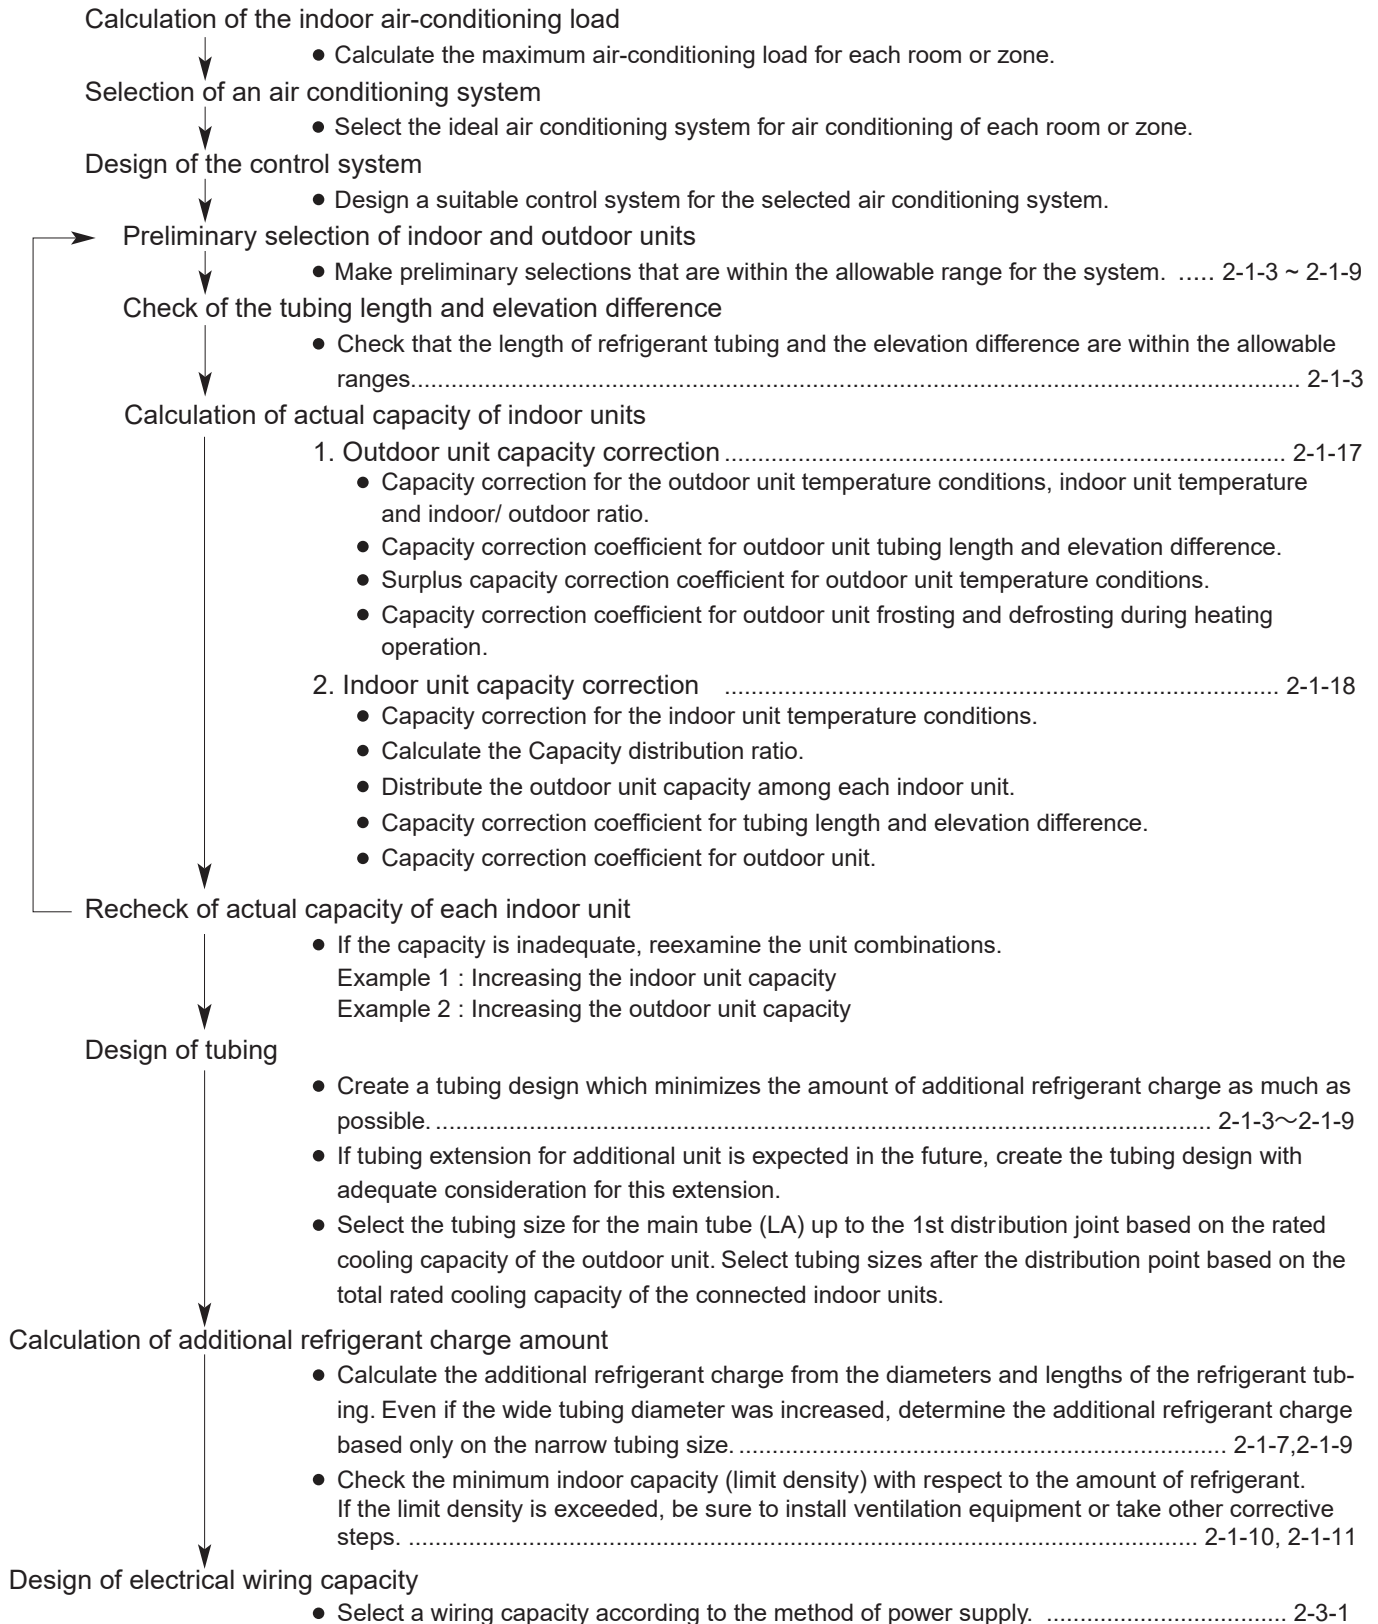 Calculation of the indoor air-conditioning load
● Calculate the maximum air-conditioning load for each room or zone.
Selection of an air conditioning system
● Select the ideal air conditioning system for air conditioning of each room or zone.
Design of the control system
● Design a suitable control system for the selected air conditioning system.
Preliminary selection of indoor and outdoor units
● Make preliminary selections that are within the allowable range for the system. ..... 2-1-3 ~ 2-1-9
Check of the tubing length and elevation difference
● Check that the length of refrigerant tubing and the elevation difference are within the allowable
ranges.................................................................................................................................... 2-1-3
Calculation of actual capacity of indoor units
1. Outdoor unit capacity correction.................................................................................... 2-1-17
● Capacity correction for the outdoor unit temperature conditions, indoor unit temperature
and indoor/ outdoor ratio.
● Capacity correction coefficient for outdoor unit tubing length and elevation difference.
● Surplus capacity correction coefficient for outdoor unit temperature conditions.
● Capacity correction coefficient for outdoor unit frosting and defrosting during heating
operation.
2. Indoor unit capacity correction .................................................................................. 2-1-18
● Capacity correction for the indoor unit temperature conditions.
● Calculate the Capacity distribution ratio.
● Distribute the outdoor unit capacity among each indoor unit.
● Capacity correction coefficient for tubing length and elevation difference.
● Capacity correction coefficient for outdoor unit.
Recheck of actual capacity of each indoor unit
● If the capacity is inadequate, reexamine the unit combinations.
Example 1 : Increasing the indoor unit capacity
Example 2 : Increasing the outdoor unit capacity
Design of tubing
● Create a tubing design which minimizes the amount of additional refrigerant charge as much as
possible. .................................................................................................................... 2-1-3～2-1-9
● If tubing extension for additional unit is expected in the future, create the tubing design with
adequate consideration for this extension.
● Select the tubing size for the main tube (LA) up to the 1st distribution joint based on the rated
cooling capacity of the outdoor unit. Select tubing sizes after the distribution point based on the
total rated cooling capacity of the connected indoor units.
Calculation of additional refrigerant charge amount
● Calculate the additional refrigerant charge from the diameters and lengths of the refrigerant tub-
ing. Even if the wide tubing diameter was increased, determine the additional refrigerant charge
based only on the narrow tubing size. ......................................................................... 2-1-7,2-1-9
● Check the minimum indoor capacity (limit density) with respect to the amount of refrigerant.
If the limit density is exceeded, be sure to install ventilation equipment or take other corrective
steps. ...................................................................................................................... 2-1-10, 2-1-11
Design of electrical wiring capacity
● Select a wiring capacity according to the method of power supply. .................................... 2-3-1